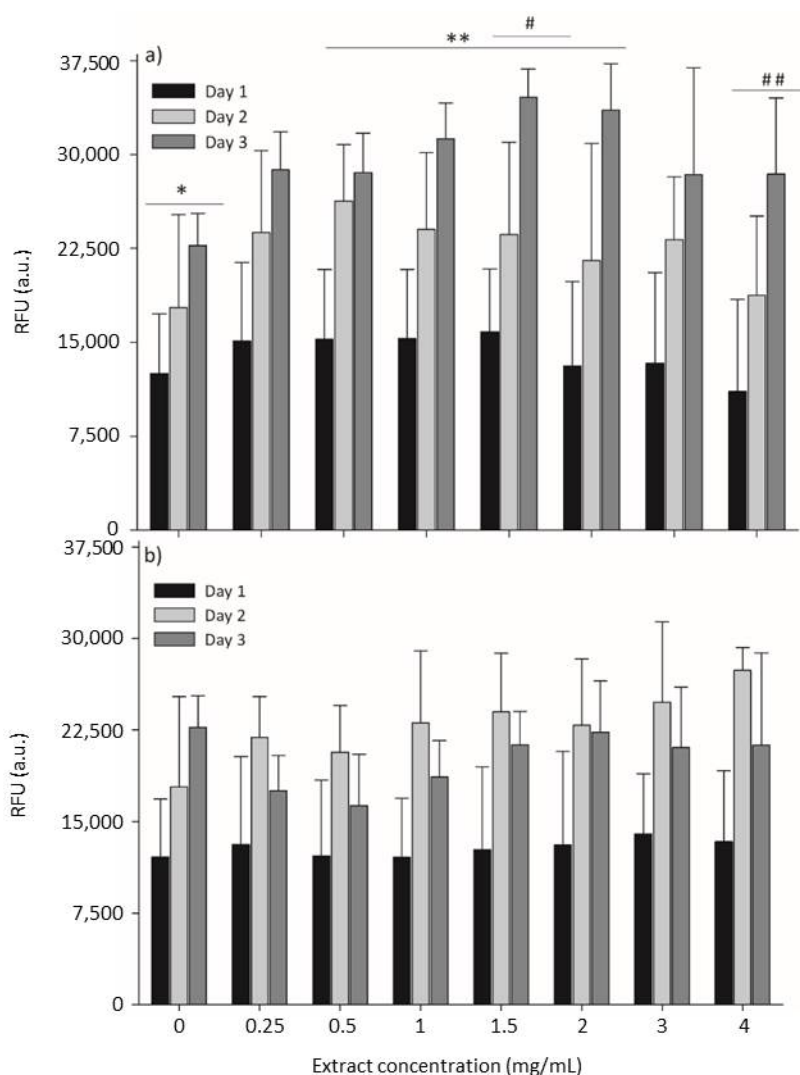 #
**
a)
37,500
Day 1
Day 2
Day 3
##
30,000
*
22,500
RFU (a.u.)
15,000
7,500
0
37,500
b)
Day 1
Day 2
Day 3
30,000
22,500
RFU (a.u.)
15,000
7,500
0
0 0.25 0.5 1 1.5 2 3 4
Extract concentration (mg/mL)